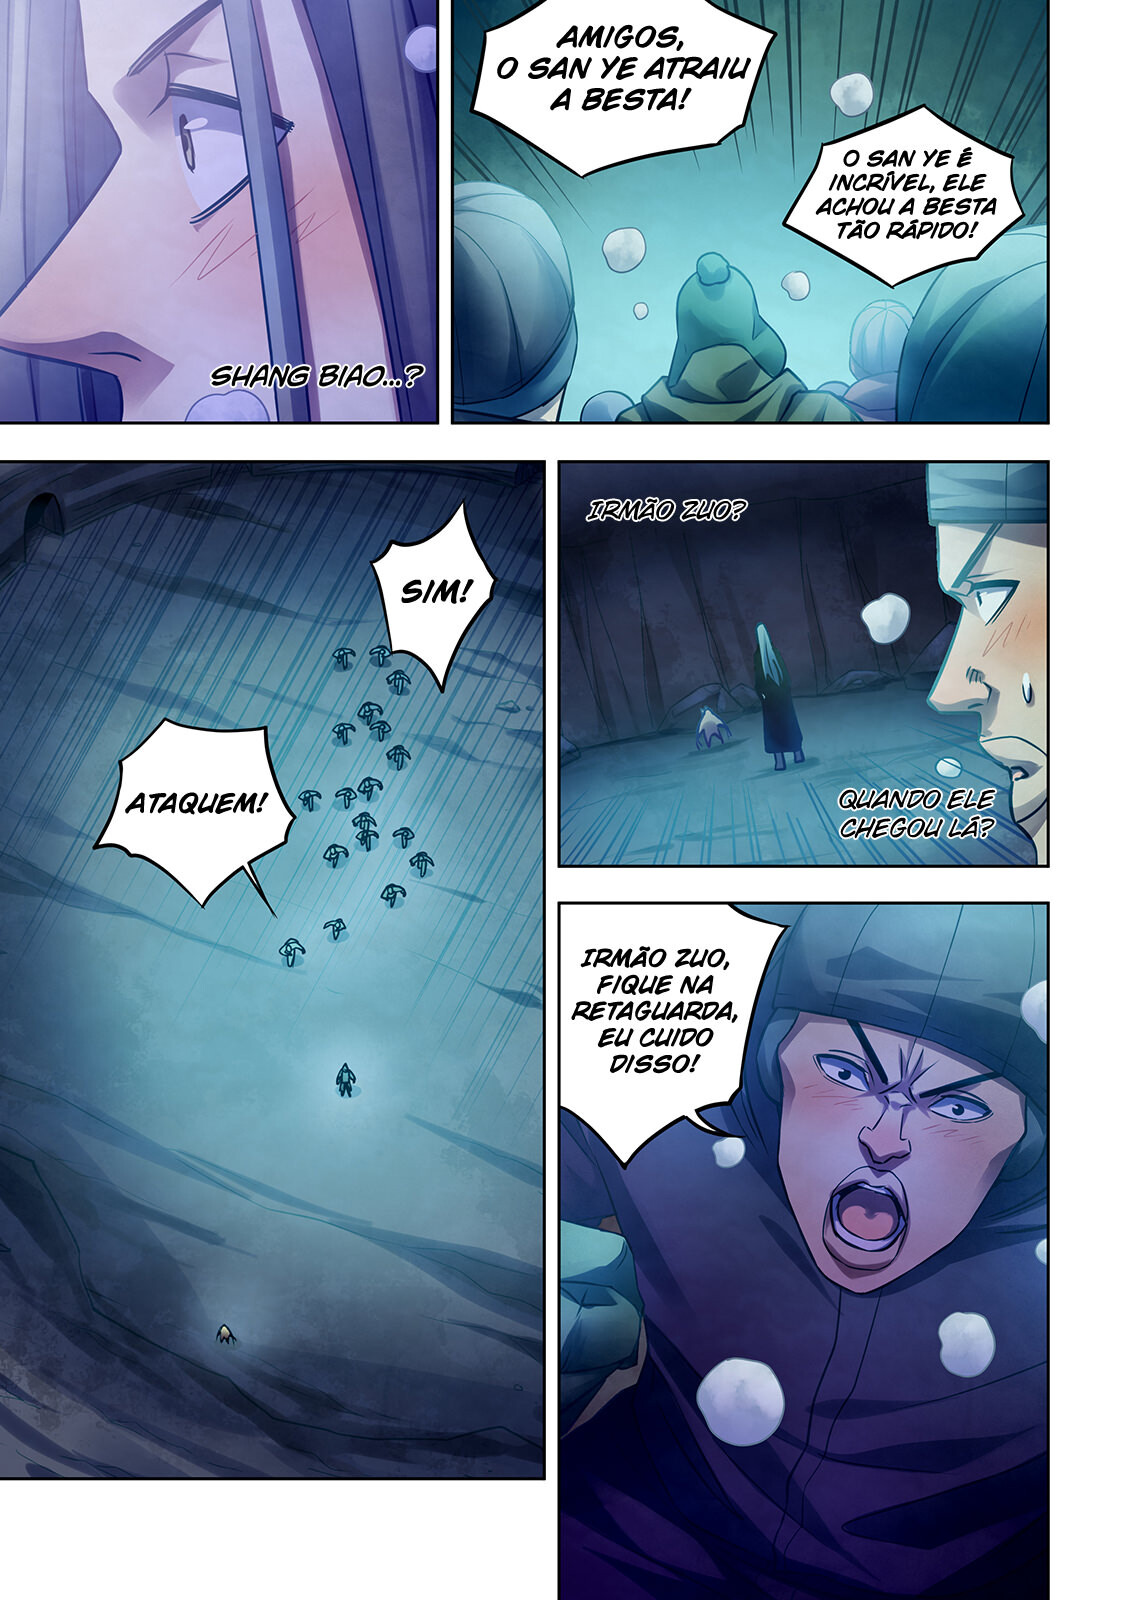 AMIGOS,
O SAN YE ATRAIU
A BESTA!
O SAN YE É
INCRÍVEL, ELE
ACHOU A BESTA
TÃO RÁPIDO!
SHANG BIAO...?
IRMÃO ZUO?
QUANDO ELE
CHEGOU LÁ?
SIM!
ATAQUEM!
IRMÃO ZUO,
FIQUE NA
RETAGUARDA,
EU CUIDO
DISSO!